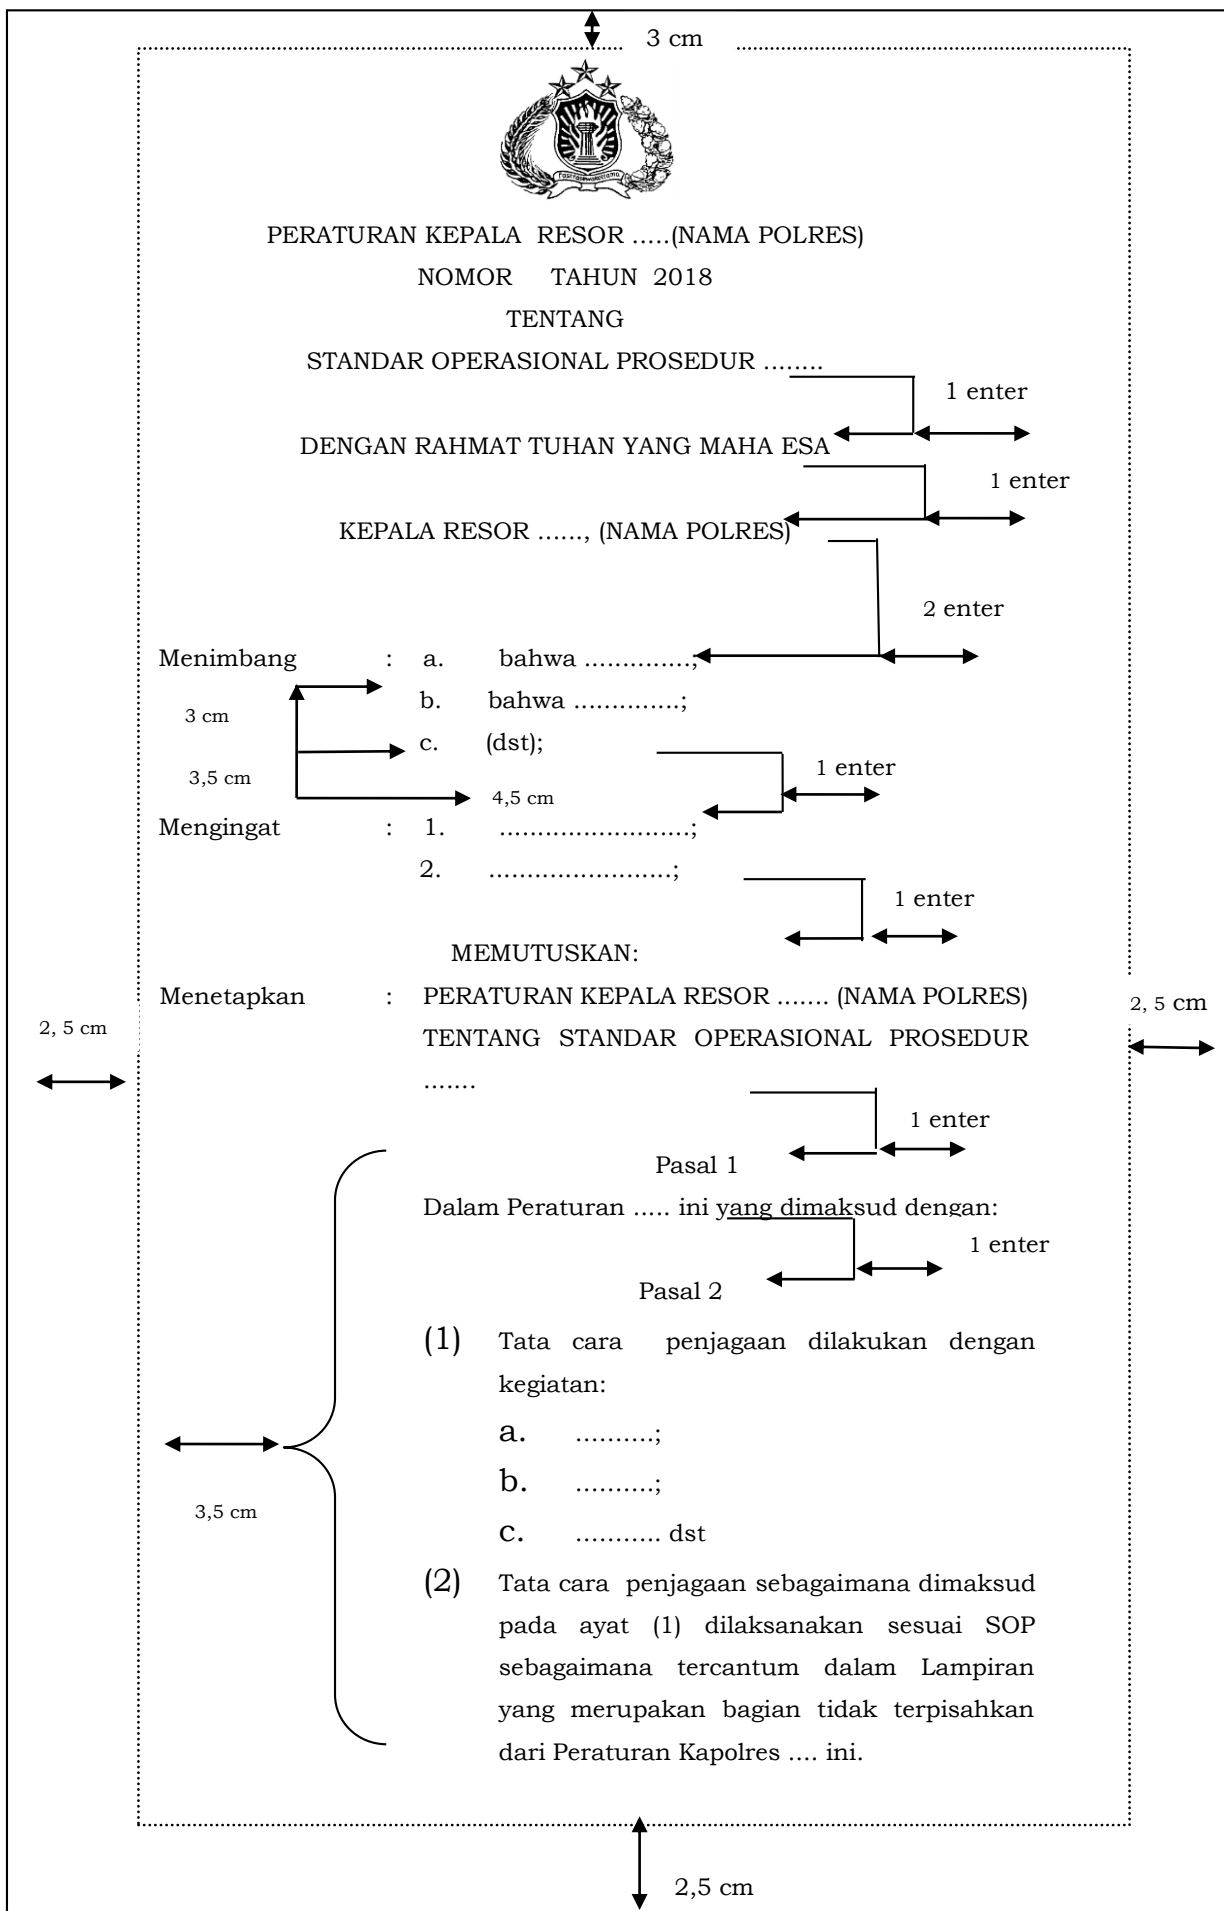 3 cm
Rastra Sewakottama
PERATURAN KEPALA RESOR .....(NAMA POLRES)
NOMOR TAHUN 2018
TENTANG
STANDAR OPERASIONAL PROSEDUR ........
1 enter
DENGAN RAHMAT TUHAN YANG MAHA ESA
1 enter
KEPALA RESOR ......, (NAMA POLRES)
2 enter
Menimbang : a. bahwa ..............;
b. bahwa ..............;
3 cm
c. (dst);
3,5 cm
1 enter
4,5 cm
Mengingat : 1. .........................;
2. ........................;
1 enter
MEMUTUSKAN:
Menetapkan : PERATURAN KEPALA RESOR ....... (NAMA POLRES)
2, 5 cm
2, 5 cm
TENTANG STANDAR OPERASIONAL PROSEDUR
.......
1 enter
Pasal 1
Dalam Peraturan ..... ini yang dimaksud dengan:
1 enter
Pasal 2
(1) Tata cara penjagaan dilakukan dengan
kegiatan:
a. ..........;
b. ..........;
3,5 cm
c. ........... dst
(2) Tata cara penjagaan sebagaimana dimaksud
pada ayat (1) dilaksanakan sesuai SOP
sebagaimana tercantum dalam Lampiran
yang merupakan bagian tidak terpisahkan
dari Peraturan Kapolres .... ini.
2,5 cm